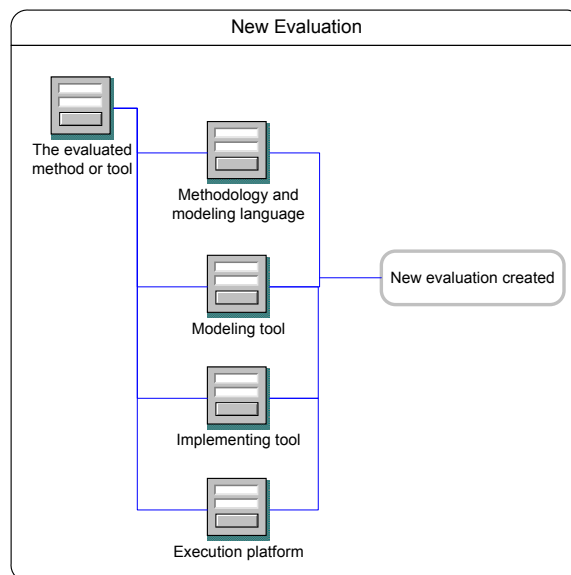 New Evaluation
The evaluated
method or tool
Methodology and
modeling language
New evaluation created
Modeling tool
Implementing tool
Execution platform